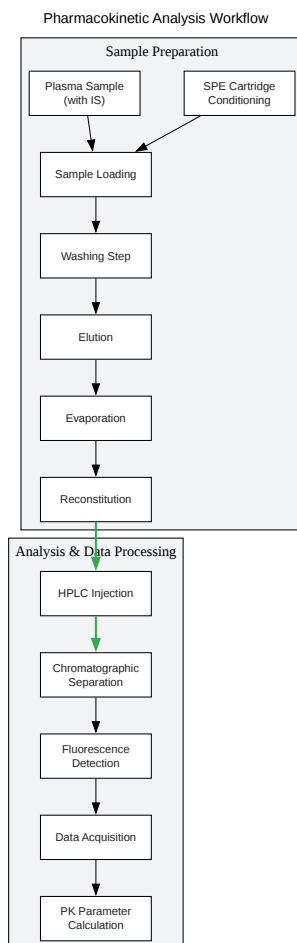 Pharmacokinetic Analysis Workflow
Sample Preparation
Plasma Sample
(with IS)
SPE Cartridge
Conditioning
Sample Loading
Washing Step
Elution
Evaporation
Reconstitution
Analysis & Data Processing
HPLC Injection
Chromatographic
Separation
Fluorescence
Detection
Data Acquisition
PK Parameter
Calculation